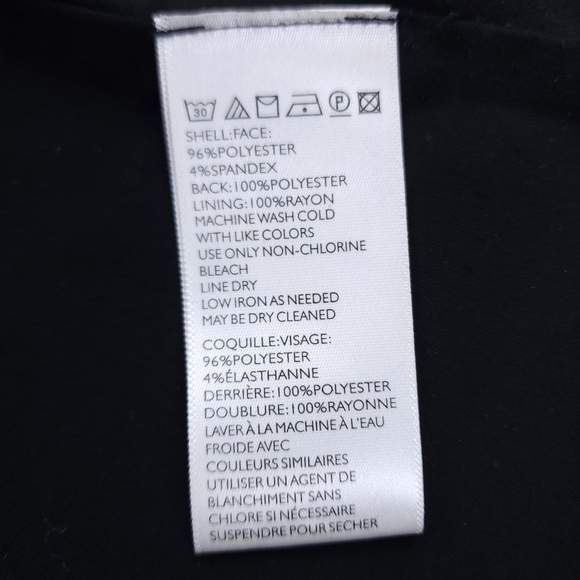 30 P
SHELL:FACE:
96%POLYESTER
4%SPANDEX
BACK:100%POLYESTER
LINING:100%RAYON
MACHINE WASH COLD
WITH LIKE COLORS
USE ONLY NON-CHLORINE
BLEACH
LINE DRY
LOW IRON AS NEEDED
MAY BE DRY CLEANED
COQUILLE:VISAGE:
96%POLYESTER
4%ÉLASTHANNE
DERRIÈRE:100%POLYESTER
DOUBLURE:100%RAYONNE
LAVER À LA MACHINE À L'EAU
FROIDE AVEC
COULEURS SIMILAIRES
UTILISER UN AGENT DE
BLANCHIMENT SANS
CHLORE SI NÉCESSAIRE
SUSPENDRE POUR SECHER